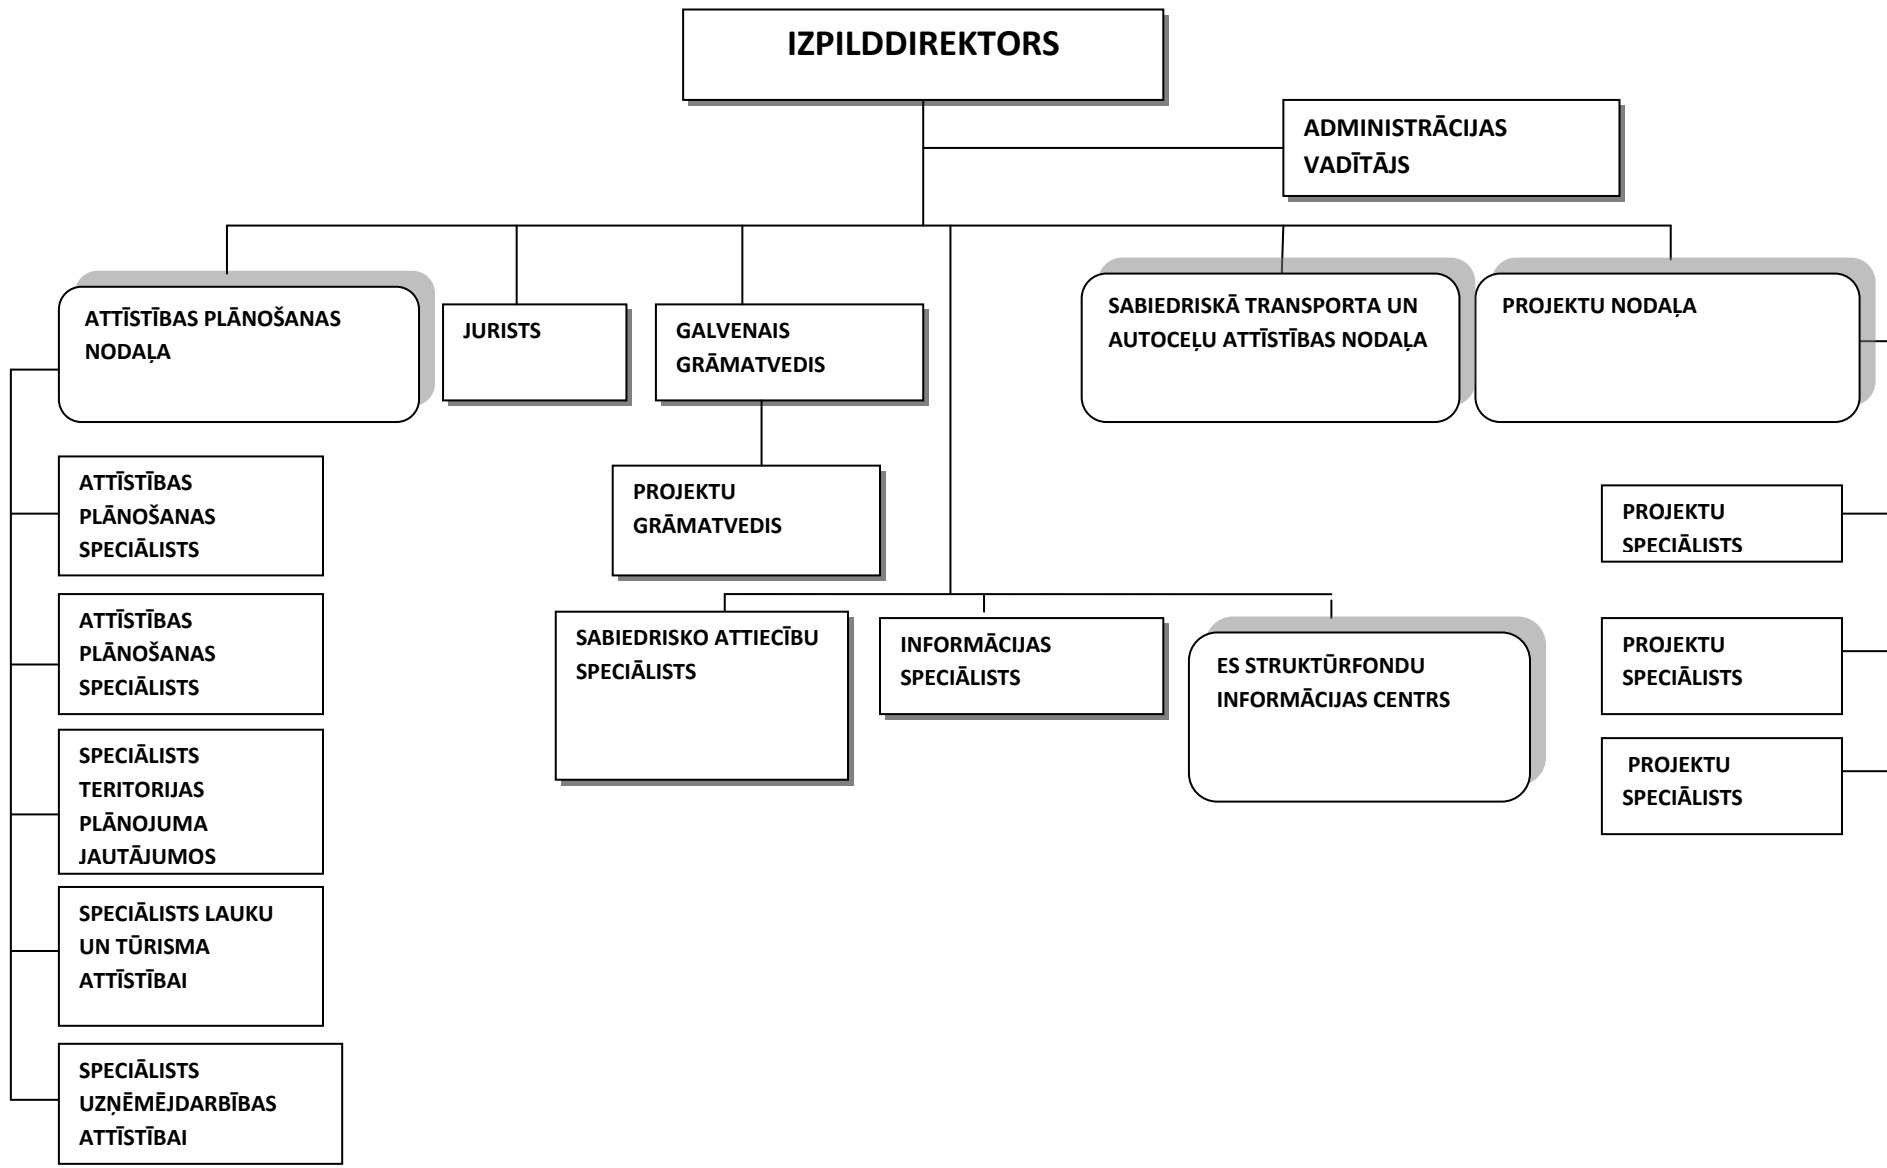 IZPILDDIREKTORS
ADMINISTRĀCIJAS
VADĪTĀJS
ATTĪSTĪBAS PLĀNOŠANAS
NODAĻA
JURISTS
GALVENAIS
GRĀMATVEDIS
SABIEDRISKĀ TRANSPORTA UN
AUTOCEĻU ATTĪSTĪBAS NODAĻA
PROJEKTU NODAĻA
ATTĪSTĪBAS
PLĀNOŠANAS
SPECIĀLISTS
PROJEKTU
GRĀMATVEDIS
PROJEKTU
SPECIĀLISTS
ATTĪSTĪBAS
PLĀNOŠANAS
SPECIĀLISTS
SABIEDRISKO ATTIECĪBU
SPECIĀLISTS
INFORMĀCIJAS
SPECIĀLISTS
ES STRUKTŪRFONDU
INFORMĀCIJAS CENTRS
PROJEKTU
SPECIĀLISTS
SPECIĀLISTS
TERITORIJAS
PLĀNOJUMA
JAUTĀJUMOS
PROJEKTU
SPECIĀLISTS
SPECIĀLISTS LAUKU
UN TŪRISMA
ATTĪSTĪBAI
SPECIĀLISTS
UZŅĒMĒJDARBĪBAS
ATTĪSTĪBAI